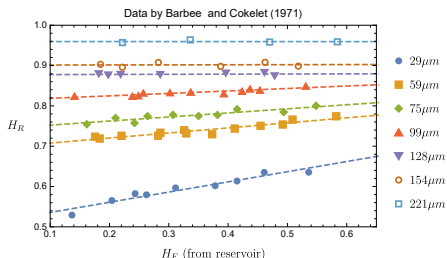 Data by Barbee and Cokelet (1971)
1.0
0.9
0.8
0.7
0.6
0.5
H_R
0.1
0.2
0.3
0.4
0.5
0.6
H_F (from reservoir)
29μm
59μm
75μm
99μm
128μm
154μm
221μm